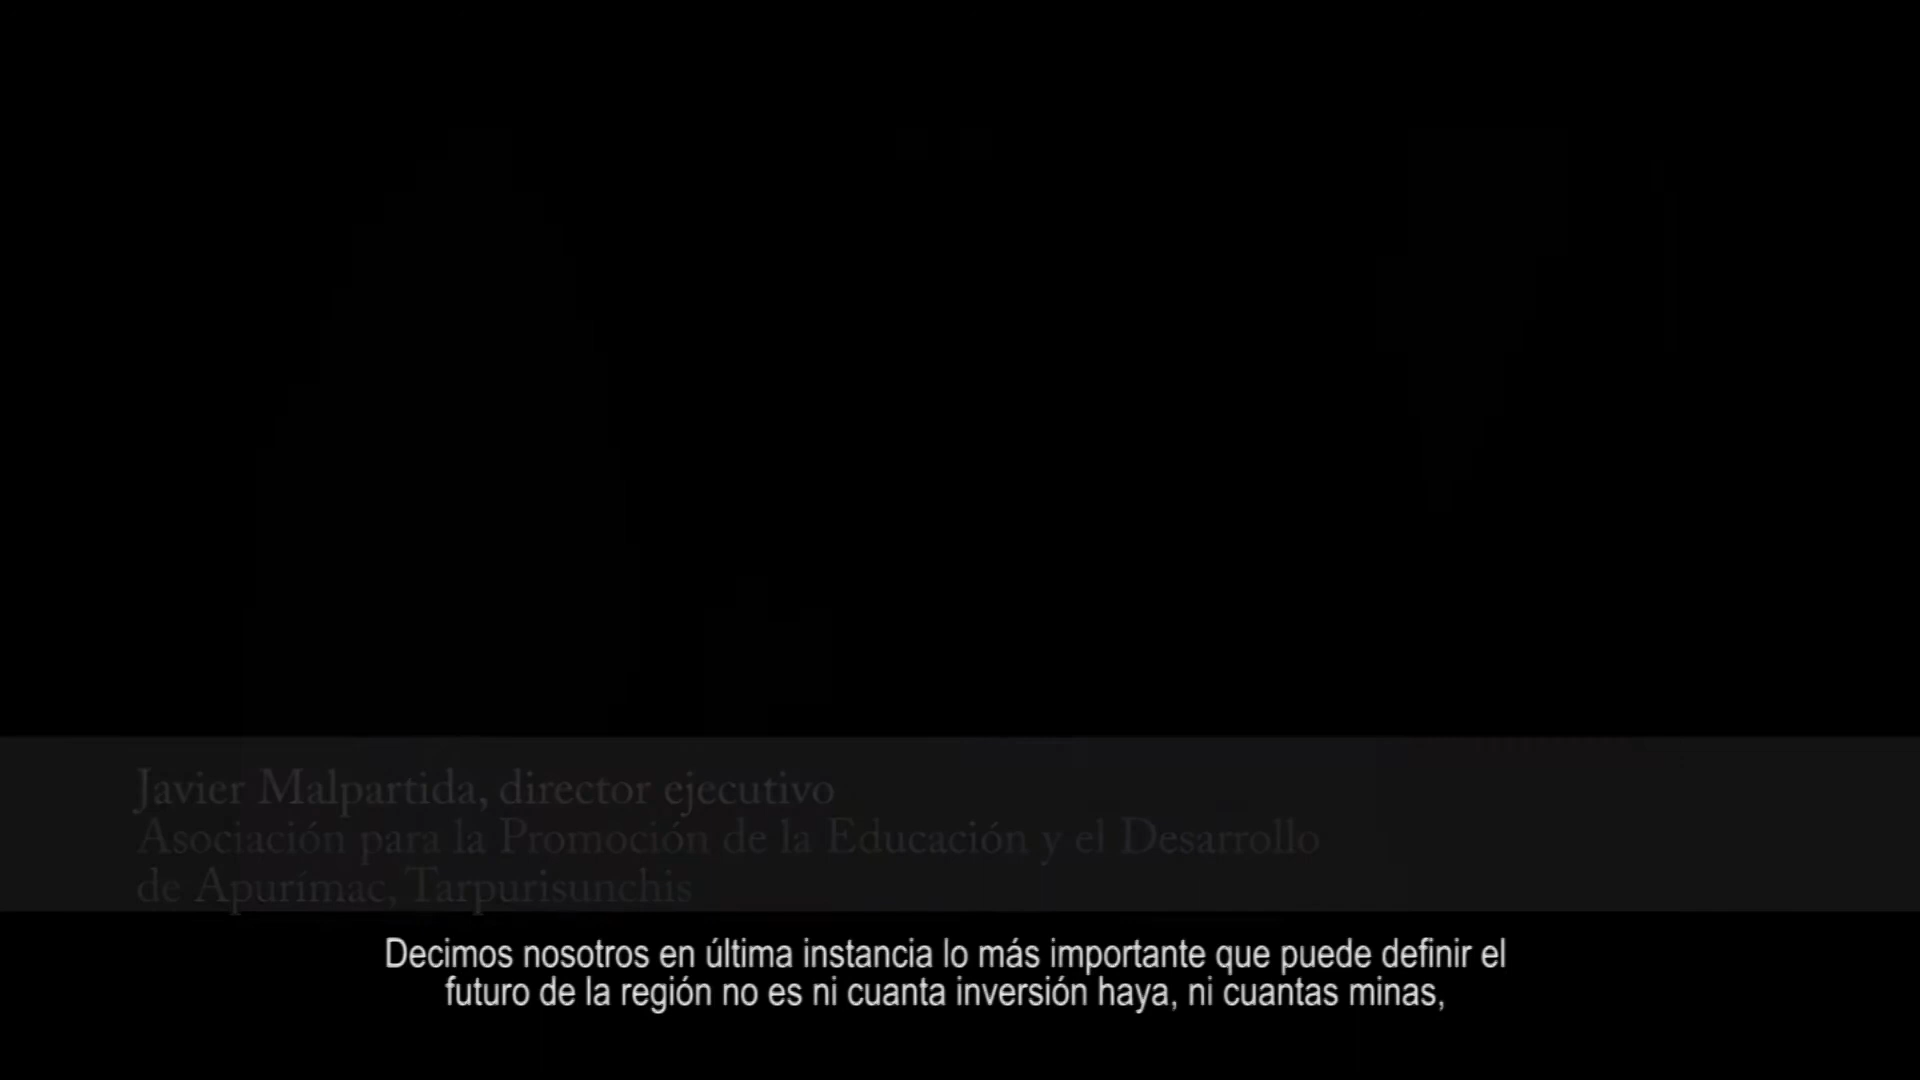 Javier Malpartida, director ejecutivo
Asociación para la Promoción de la Educación y el Desarrollo
de Apurímac, Tarpurisunchis
Decimos nosotros en última instancia lo más importante que puede definir el
futuro de la región no es ni cuanta inversión haya, ni cuantas minas,